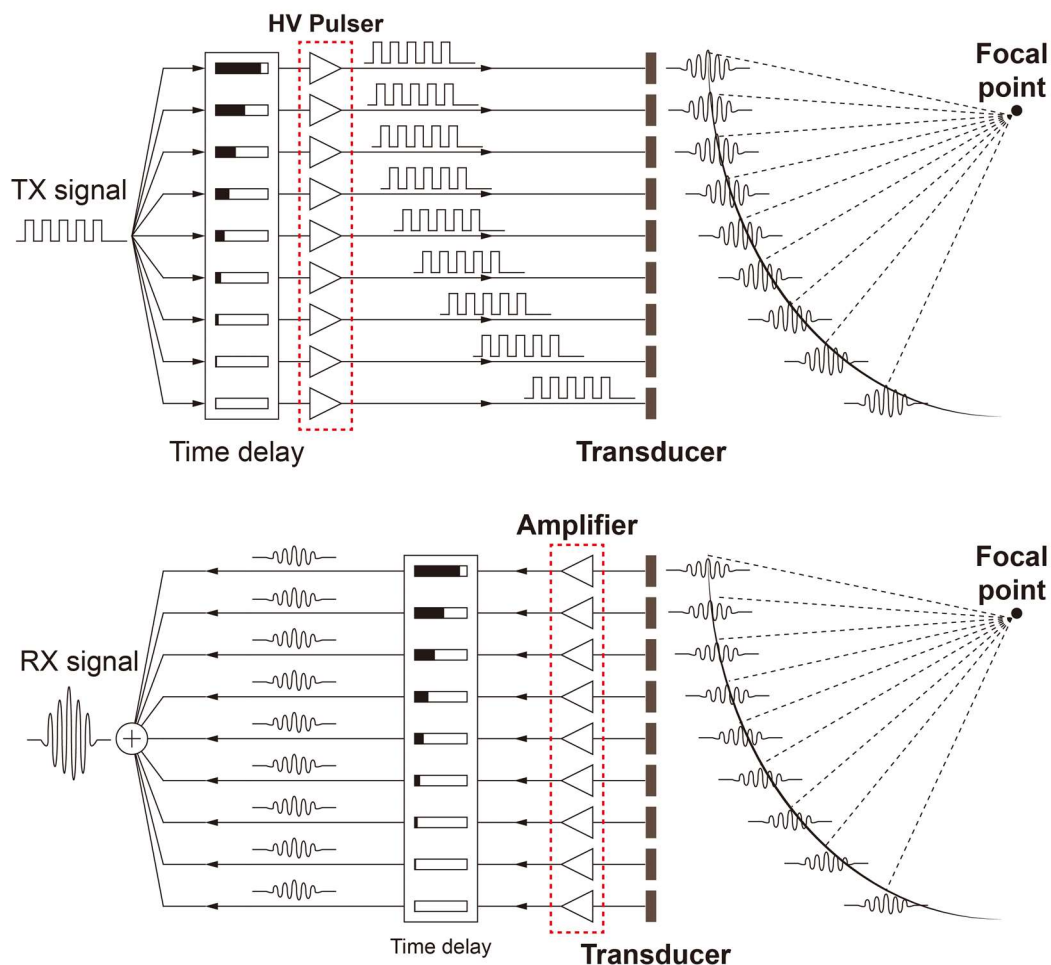 HV Pulser
Focal
point
TX signal
Time delay
Transducer
Amplifier
Focal
point
RX signal
Time delay
Transducer